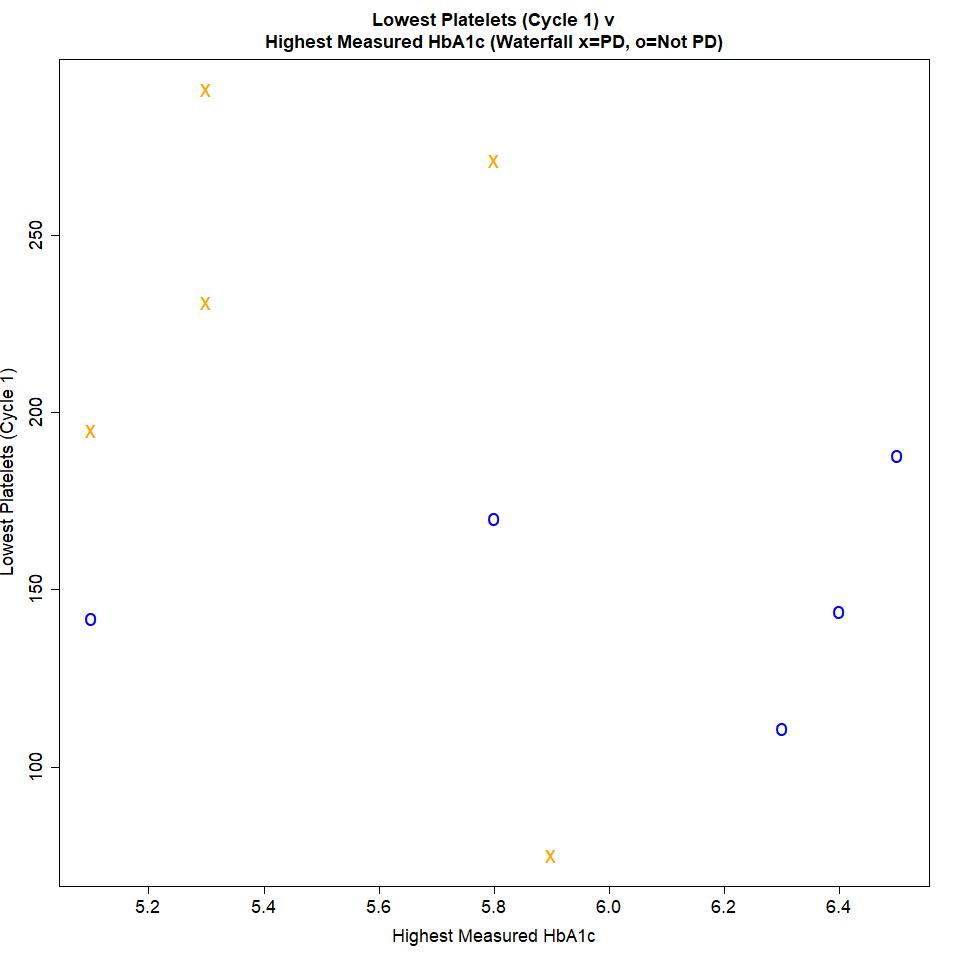 Lowest Platelets (Cycle 1) v
Highest Measured HbA1c (Waterfall x=PD, o=Not PD)
Lowest Platelets (Cycle 1)
250
200
150
100
X
X
X
X
O
O
O
O
O
X
5.2 5.4 5.6 5.8 6.0 6.2 6.4
Highest Measured HbA1c